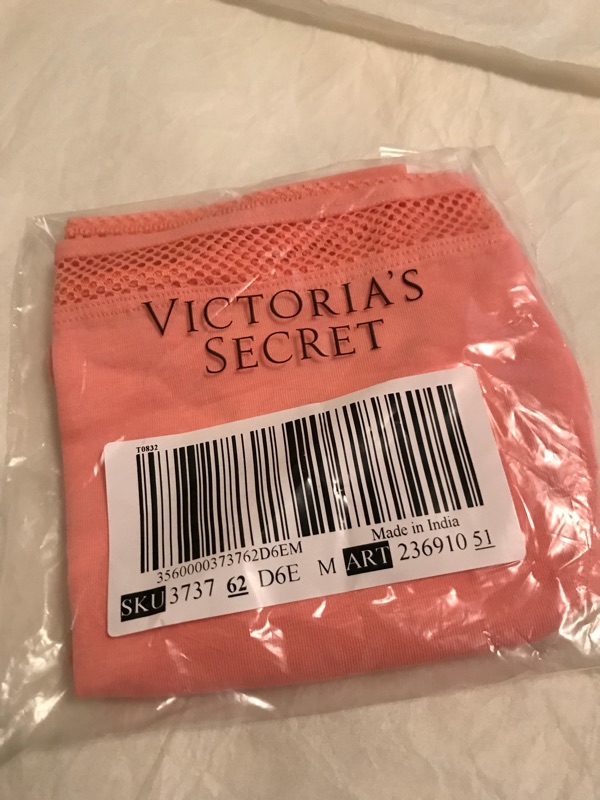 VICTORIA'S
SECRET
T0832
3560000373762D6EM
Made in India
SKU 3737 62 D6E M ART 236910 51